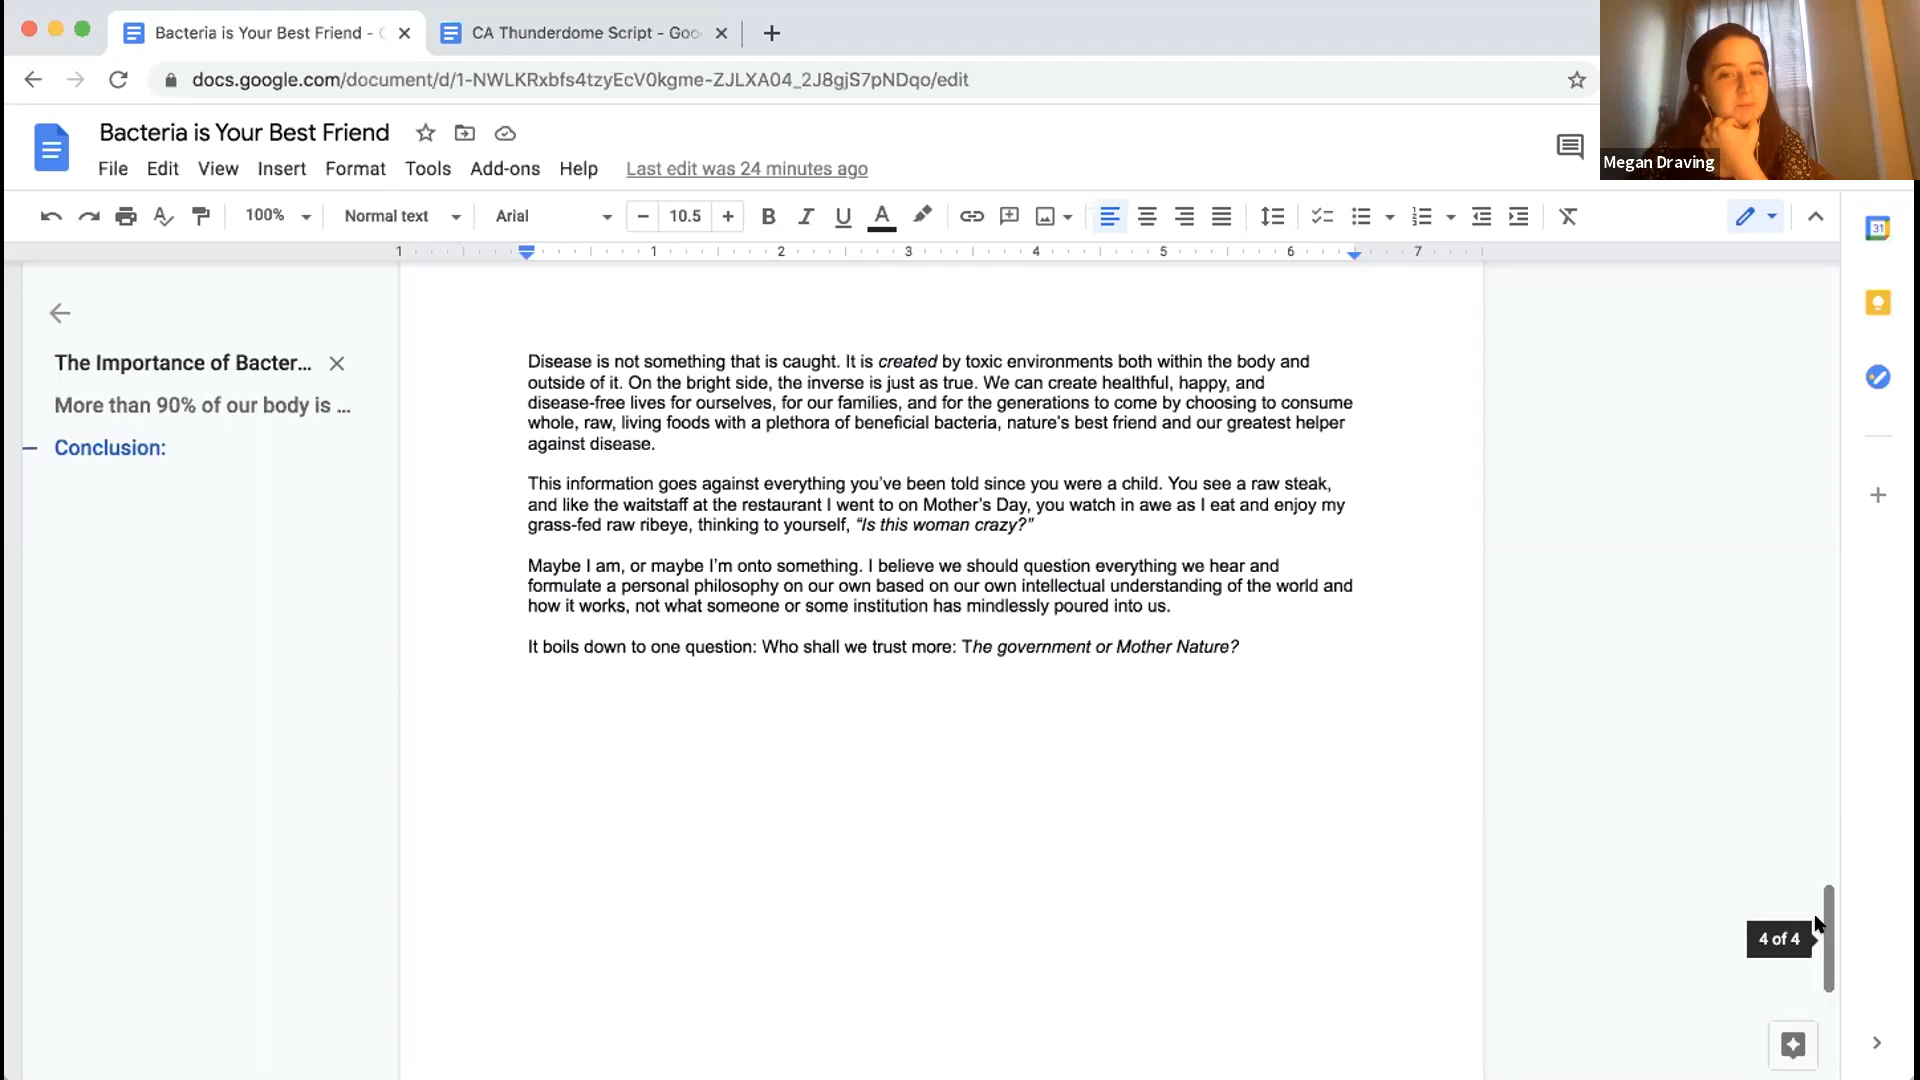 Bacteria is Your Best Friend -
CA Thunderdome Script - Goo
docs.google.com/document/d/1-NWLKRxbfs4tzyEcV0kgme-ZJLXA04_2J8gjS7pNDqo/edit
Megan Draving
Bacteria is Your Best Friend
File Edit View Insert Format Tools Add-ons Help Last edit was 24 minutes ago
100% Normal text Arial 10.5
1 1 2 3 4 5 6 7
31
The Importance of Bacter...
More than 90% of our body is ...
Conclusion:
Disease is not something that is caught. It is created by toxic environments both within the body and
outside of it. On the bright side, the inverse is just as true. We can create healthful, happy, and
disease-free lives for ourselves, for our families, and for the generations to come by choosing to consume
whole, raw, living foods with a plethora of beneficial bacteria, nature's best friend and our greatest helper
against disease.
This information goes against everything you've been told since you were a child. You see a raw steak,
and like the waitstaff at the restaurant I went to on Mother's Day, you watch in awe as I eat and enjoy my
grass-fed raw ribeye, thinking to yourself, “Is this woman crazy?”
Maybe I am, or maybe I'm onto something. I believe we should question everything we hear and
formulate a personal philosophy on our own based on our own intellectual understanding of the world and
how it works, not what someone or some institution has mindlessly poured into us.
It boils down to one question: Who shall we trust more: The government or Mother Nature?
4 of 4